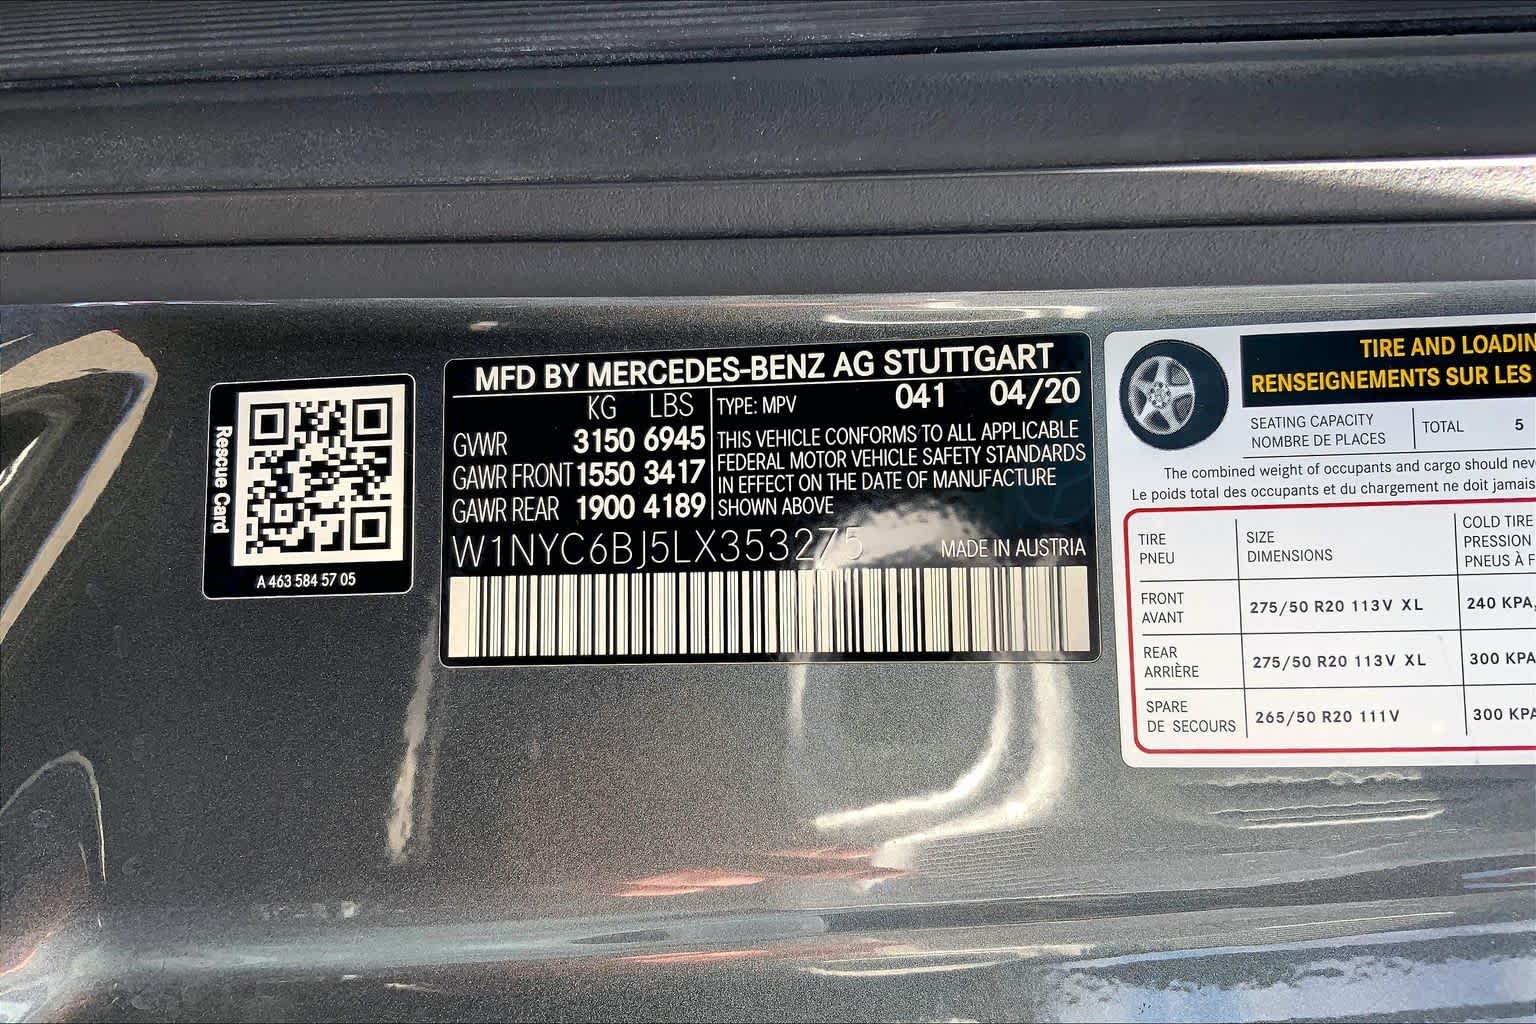 Rescue Card
A 463 584 57 05
MFD BY MERCEDES-BENZ AG STUTTGART
KG LBS
GVWR 3150 6945
GAWR FRONT 1550 3417
GAWR REAR 1900 4189
TYPE: MPV 041 04/20
THIS VEHICLE CONFORMS TO ALL APPLICABLE
FEDERAL MOTOR VEHICLE SAFETY STANDARDS
IN EFFECT ON THE DATE OF MANUFACTURE
SHOWN ABOVE
W1NYC6BJ5LX353275 MADE IN AUSTRIA
TIRE AND LOADIN
RENSEIGNEMENTS SUR LES
SEATING CAPACITY
NOMBRE DE PLACES
TOTAL 5
The combined weight of occupants and cargo should nev
Le poids total des occupants et du chargement ne doit jamais
TIRE
PNEU
SIZE
DIMENSIONS
COLD TIRE
PRESSION
PNEUS À F
FRONT
AVANT
275/50 R20 113V XL
240 KPA,
REAR
ARRIÈRE
275/50 R20 113V XL
300 KPA
SPARE
DE SECOURS
265/50 R20 111V
300 KPA